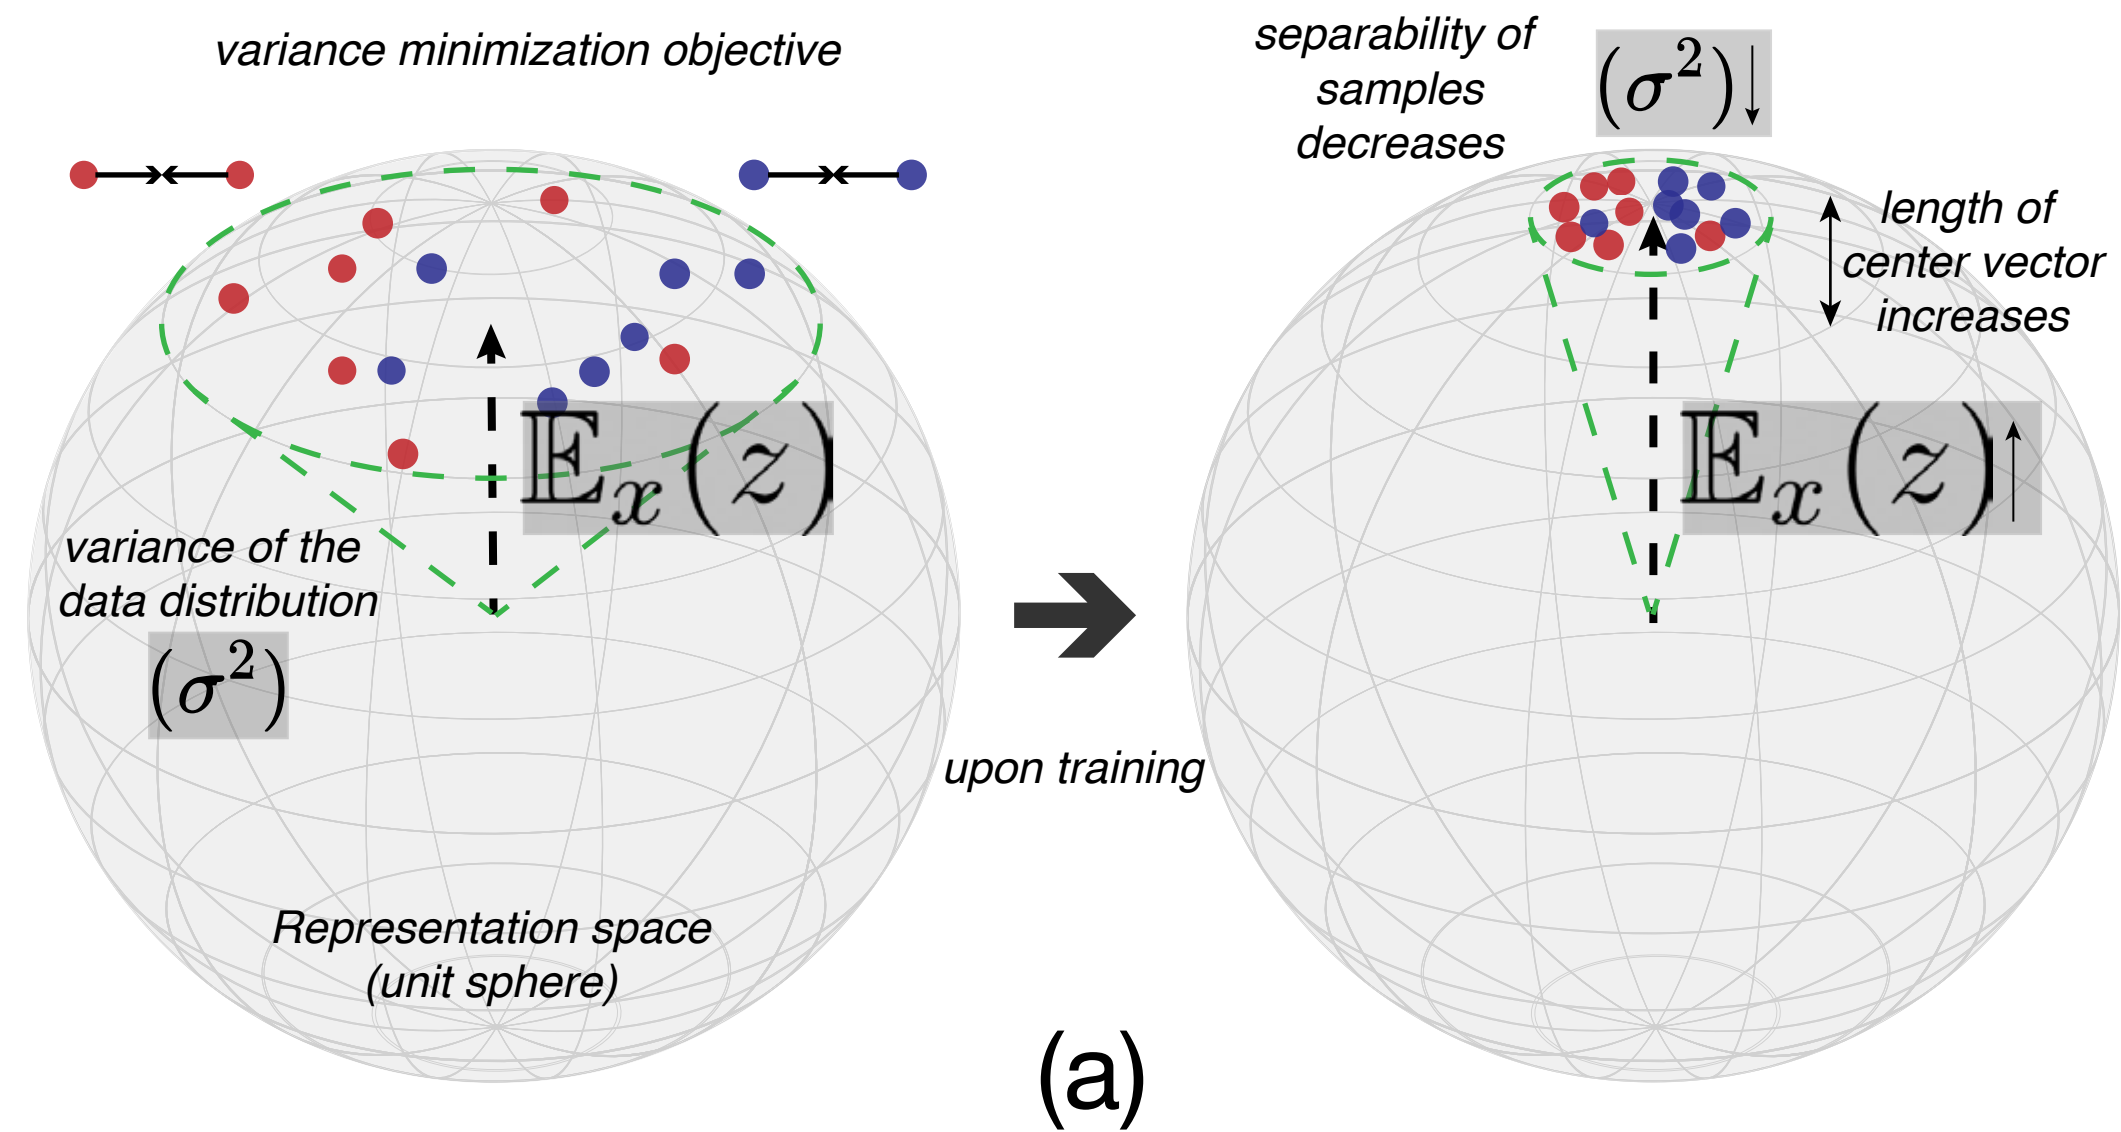 variance minimization objective
separability of
samples
decreases
(σ²)↓
length of
center vector
increases
𝔼ₓ(z)
𝔼ₓ(z)↑
variance of the
data distribution
(σ²)
upon training
Representation space
(unit sphere)
(a)